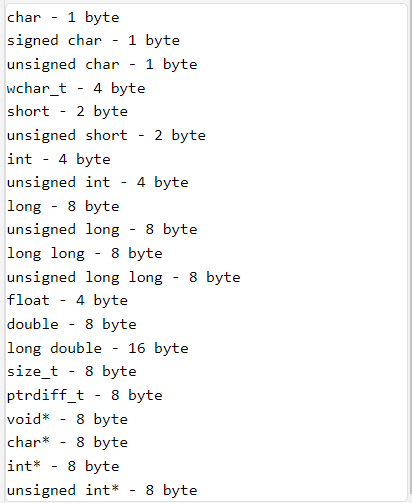 char - 1 byte
signed char - 1 byte
unsigned char - 1 byte
wchar_t - 4 byte
short - 2 byte
unsigned short - 2 byte
int - 4 byte
unsigned int - 4 byte
long - 8 byte
unsigned long - 8 byte
long long - 8 byte
unsigned long long - 8 byte
float - 4 byte
double - 8 byte
long double - 16 byte
size_t - 8 byte
ptrdiff_t - 8 byte
void* - 8 byte
char* - 8 byte
int* - 8 byte
unsigned int* - 8 byte